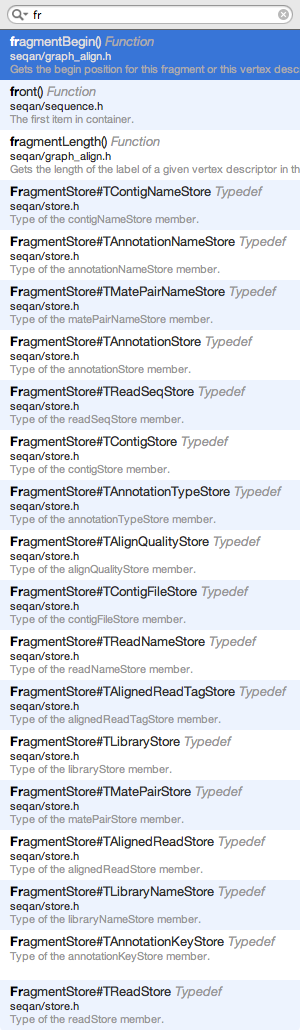 fr
fragmentBegin() Function
seqan/graph_align.h
Gets the begin position for this fragment or this vertex desc
front() Function
seqan/sequence.h
The first item in container.
fragmentLength() Function
seqan/graph_align.h
Gets the length of the label of a given vertex descriptor in th
FragmentStore#TContigNameStore Typedef
seqan/store.h
Type of the contigNameStore member.
FragmentStore#TAnnotationNameStore Typedef
seqan/store.h
Type of the annotationNameStore member.
FragmentStore#TMatePairNameStore Typedef
seqan/store.h
Type of the matePairNameStore member.
FragmentStore#TAnnotationStore Typedef
seqan/store.h
Type of the annotationStore member.
FragmentStore#TReadSeqStore Typedef
seqan/store.h
Type of the readSeqStore member.
FragmentStore#TContigStore Typedef
seqan/store.h
Type of the contigStore member.
FragmentStore#TAnnotationTypeStore Typedef
seqan/store.h
Type of the annotationTypeStore member.
FragmentStore#TAlignQualityStore Typedef
seqan/store.h
Type of the alignQualityStore member.
FragmentStore#TContigFileStore Typedef
seqan/store.h
Type of the contigFileStore member.
FragmentStore#TReadNameStore Typedef
seqan/store.h
Type of the readNameStore member.
FragmentStore#TAlignedReadTagStore Typedef
seqan/store.h
Type of the alignedReadTagStore member.
FragmentStore#TLibraryStore Typedef
seqan/store.h
Type of the libraryStore member.
FragmentStore#TMatePairStore Typedef
seqan/store.h
Type of the matePairStore member.
FragmentStore#TAlignedReadStore Typedef
seqan/store.h
Type of the alignedReadStore member.
FragmentStore#TLibraryNameStore Typedef
seqan/store.h
Type of the libraryNameStore member.
FragmentStore#TAnnotationKeyStore Typedef
Type of the annotationKeyStore member.
FragmentStore#TReadStore Typedef
seqan/store.h
Type of the readStore member.